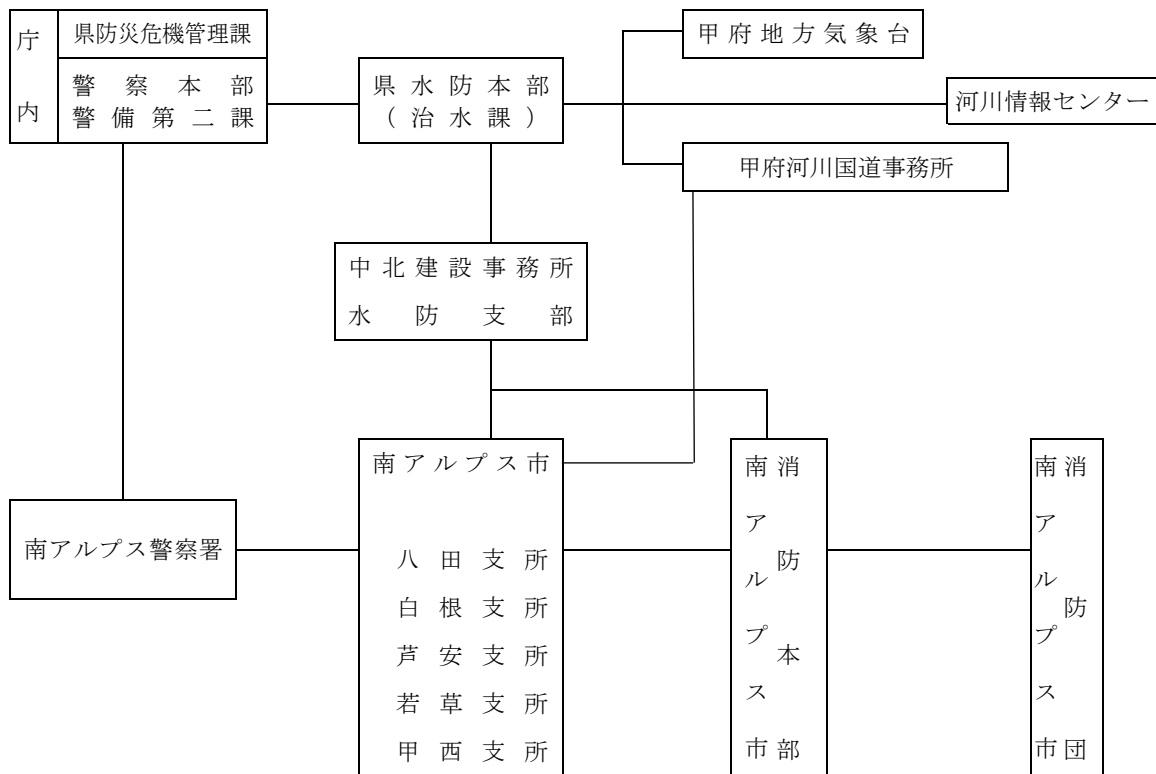 庁内
県防災危機管理課
警察本部
警備第二課
県水防本部
(治水課)
甲府地方気象台
河川情報センター
甲府河川国道事務所
中北建設事務所
水防支部
南アルプス市
八田支所
白根支所
芦安支所
若草支所
甲西支所
南アルプス警察署
南アルプス市
消防本部
南アルプス市
消防団